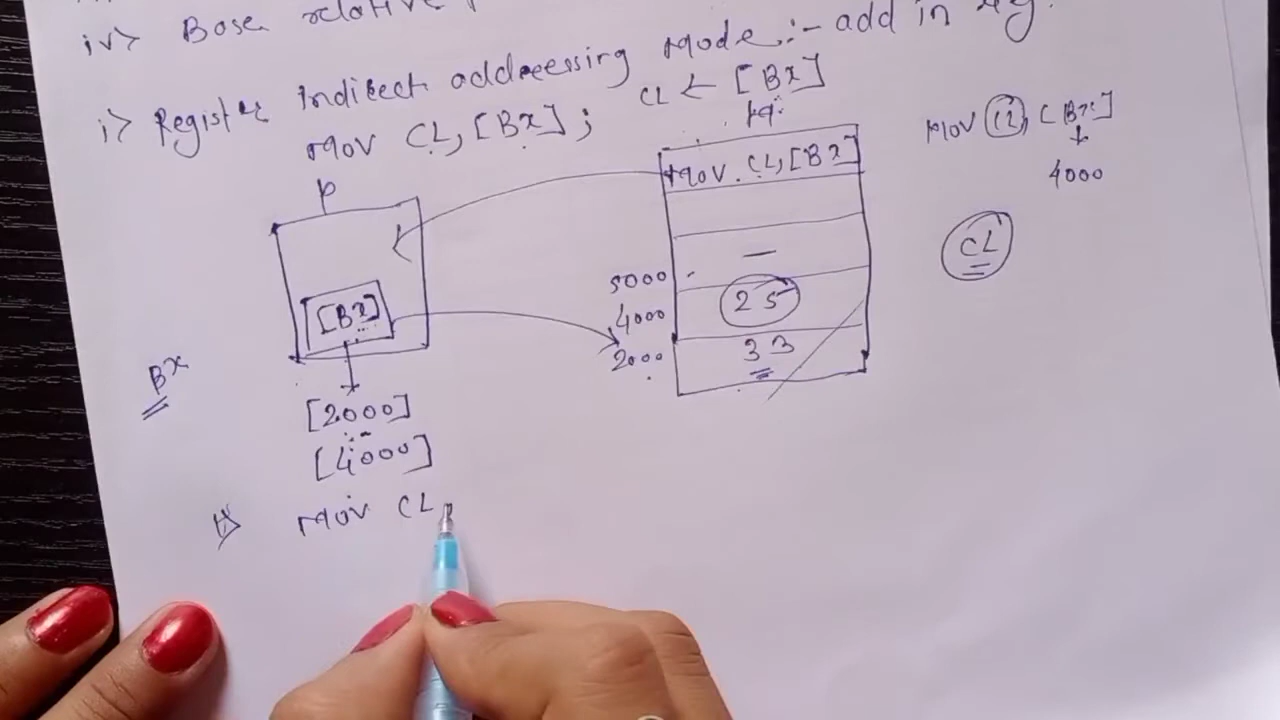 iv> Base relative
i> Register Indirect addressing Mode :- add in reg.
Mov CL, [Bx] ; CL ← [Bx]
M
Mov CL, [Bx]
4000
CL
P
[Bx]
Mov CL, [Bx]
—
5000
4000 25
2000 33
Bx
[2000]
[4000]
Mov CL,